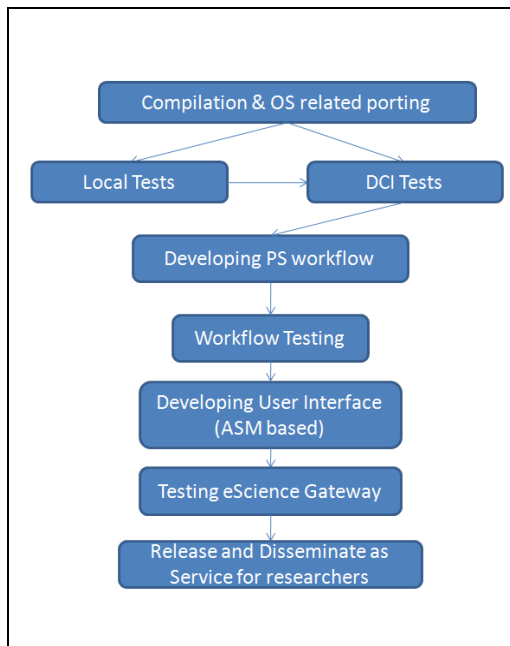 Compilation & OS related porting
Local Tests
DCI Tests
Developing PS workflow
Workflow Testing
Developing User Interface
(ASM based)
Testing eScience Gateway
Release and Disseminate as
Service for researchers